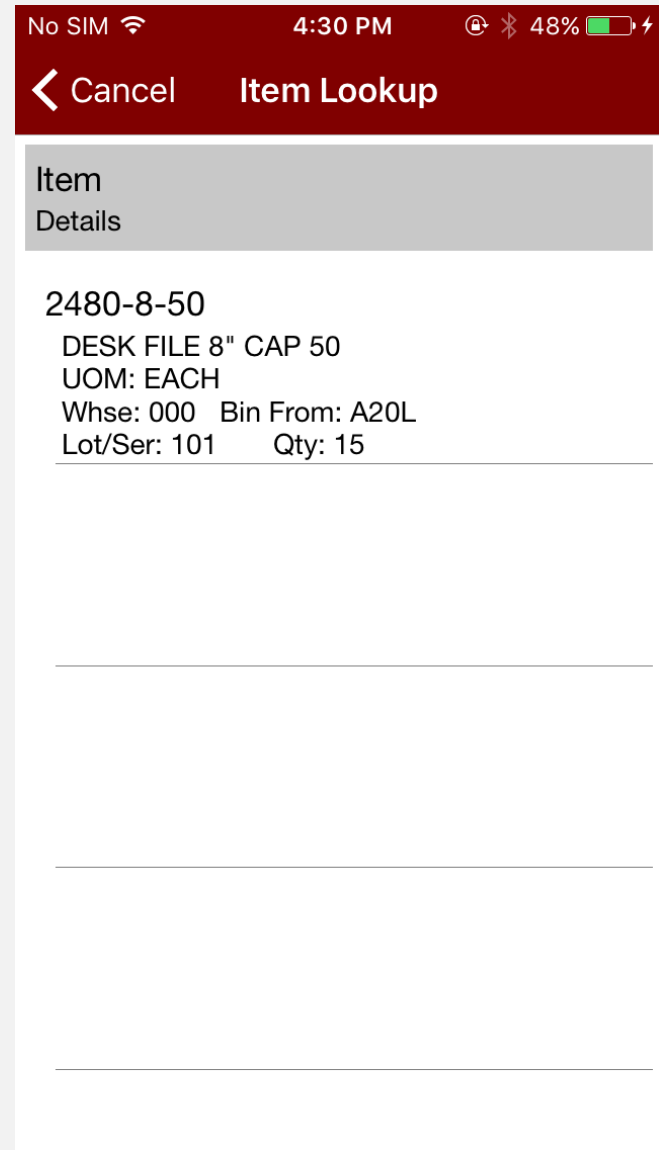 No SIM 4:30 PM 48%
Cancel Item Lookup
Item
Details
2480-8-50
DESK FILE 8" CAP 50
UOM: EACH
Whse: 000 Bin From: A20L
Lot/Ser: 101 Qty: 15